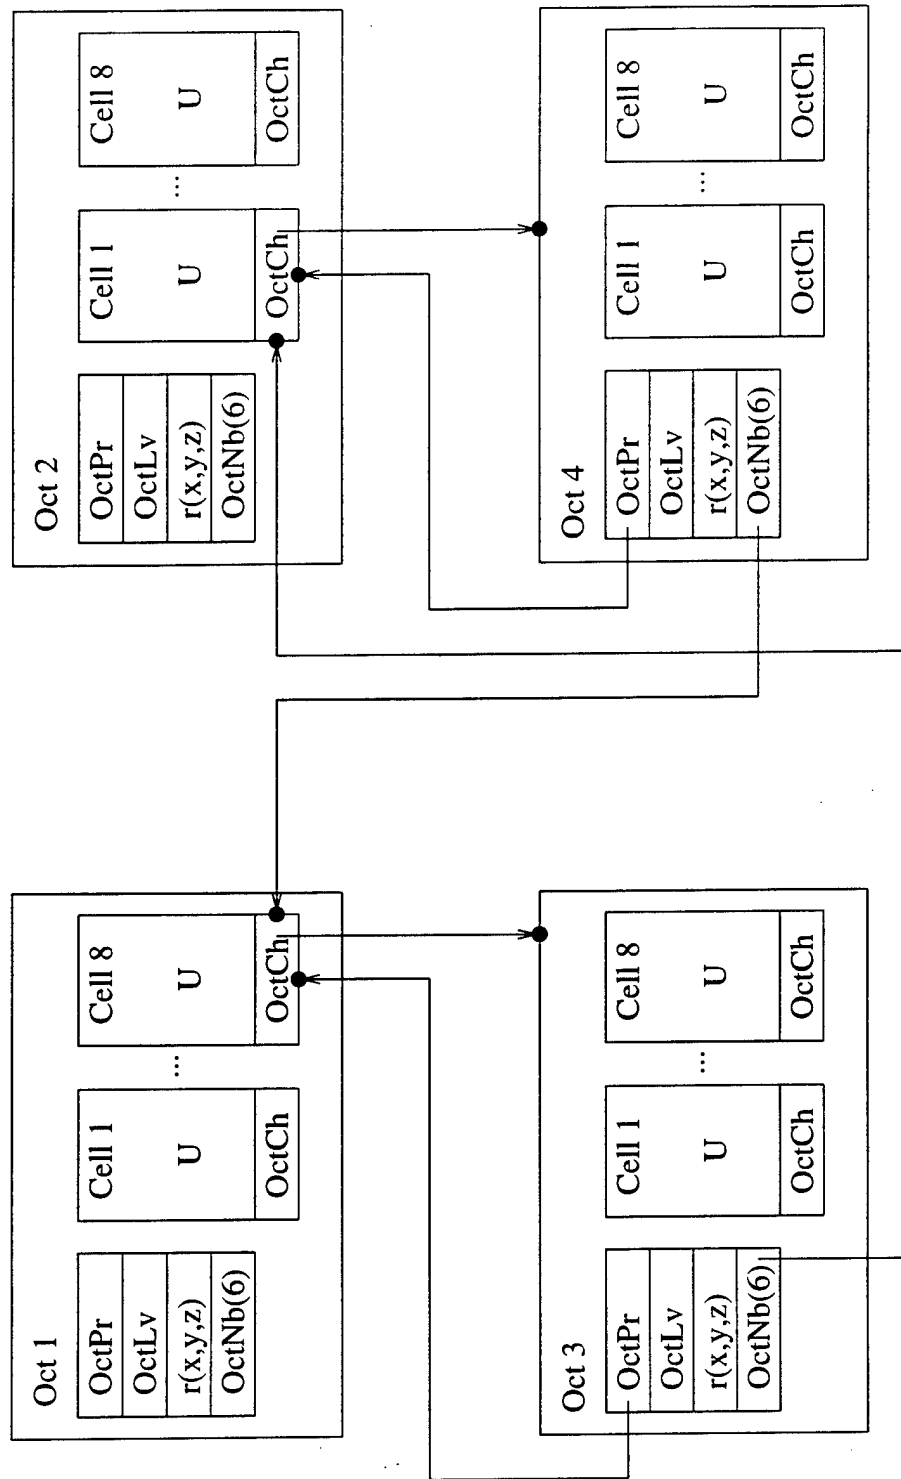 Oct 1
OctPr
OctLv
r(x,y,z)
OctNb(6)
Cell 1
U
OctCh
...
Cell 8
U
OctCh
Oct 2
OctPr
OctLv
r(x,y,z)
OctNb(6)
Cell 1
U
OctCh
...
Cell 8
U
OctCh
Oct 3
OctPr
OctLv
r(x,y,z)
OctNb(6)
Cell 1
U
OctCh
...
Cell 8
U
OctCh
Oct 4
OctPr
OctLv
r(x,y,z)
OctNb(6)
Cell 1
U
OctCh
...
Cell 8
U
OctCh